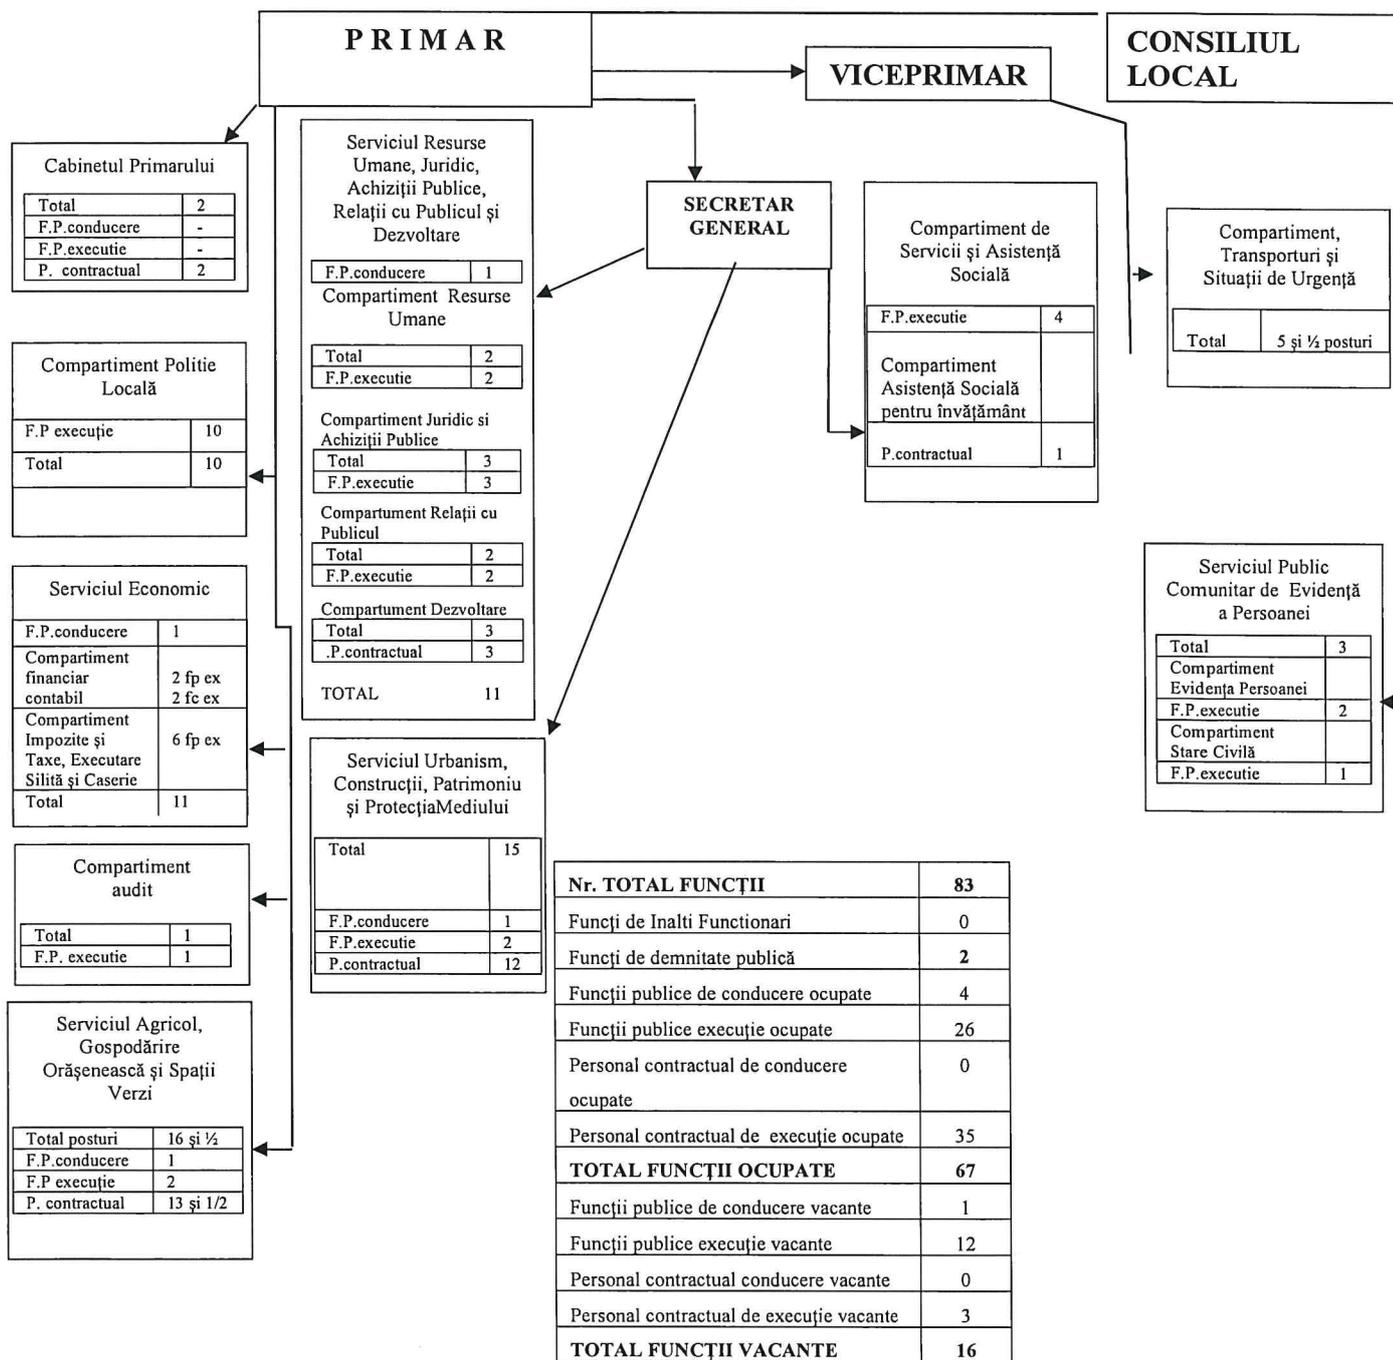 PRIMAR
VICEPRIMAR
CONSILIUL
LOCAL
Cabinetul Primarului
Total 2
F.P.conducere -
F.P.executie -
P. contractual 2
Compartiment Politie
Locală
F.P execuție 10
Total 10
Serviciul Economic
F.P.conducere 1
Compartiment
financiar 2 fp ex
contabil 2 fc ex
Compartiment
Impozite și 6 fp ex
Taxe, Executare
Silită și Caserie
Total 11
Compartiment
audit
Total 1
F.P. executie 1
Serviciul Agricol,
Gospodărire
Orășenească și Spații
Verzi
Total posturi 16 și ½
F.P.conducere 1
F.P execuție 2
P. contractual 13 și 1/2
Serviciul Resurse
Umane, Juridic,
Achiziții Publice,
Relații cu Publicul și
Dezvoltare
F.P.conducere 1
Compartiment Resurse
Umane
Total 2
F.P.executie 2
Compartiment Juridic si
Achiziții Publice
Total 3
F.P.executie 3
Compartument Relații cu
Publicul
Total 2
F.P.executie 2
Compartument Dezvoltare
Total 3
.P.contractual 3
TOTAL 11
Serviciul Urbanism,
Construcții, Patrimoniu
și ProtecțiaMediului
Total 15
F.P.conducere 1
F.P.executie 2
P.contractual 12
SECRETAR
GENERAL
Compartiment de
Servicii și Asistență
Socială
F.P.executie 4
Compartiment
Asistență Socială
pentru învățământ
P.contractual 1
Compartiment,
Transporturi și
Situații de Urgență
Total 5 și ½ posturi
Serviciul Public
Comunitar de Evidență
a Persoanei
Total 3
Compartiment
Evidența Persoanei
F.P.executie 2
Compartiment
Stare Civilă
F.P.executie 1
Nr. TOTAL FUNCȚII 83
Funcți de Inalti Functionari 0
Funcți de demnitate publică 2
Funcții publice de conducere ocupate 4
Funcții publice execuție ocupate 26
Personal contractual de conducere 0
ocupate
Personal contractual de execuție ocupate 35
TOTAL FUNCȚII OCUPATE 67
Funcții publice de conducere vacante 1
Funcții publice execuție vacante 12
Personal contractual conducere vacante 0
Personal contractual de execuție vacante 3
TOTAL FUNCȚII VACANTE 16